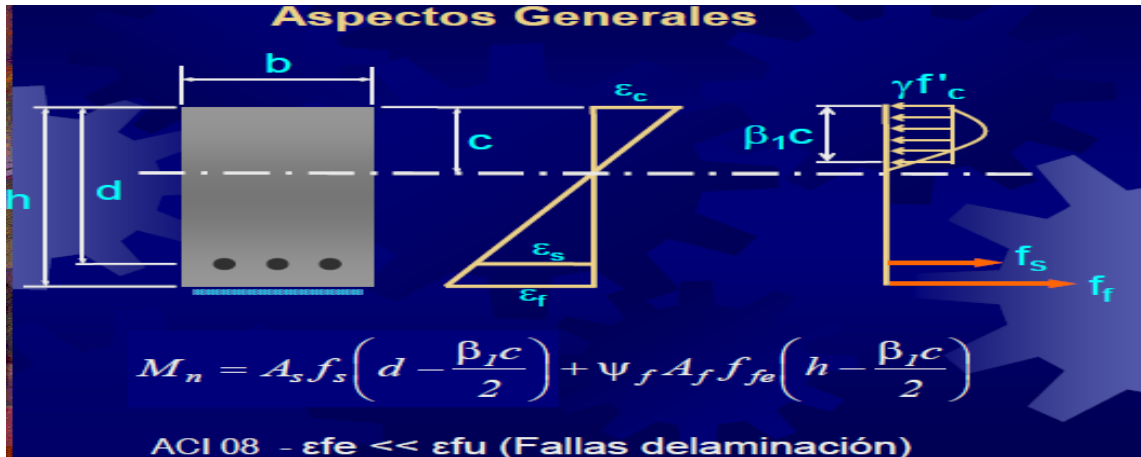 Aspectos Generales
b
h
d
c
εc
εs
εf
γf'c
β1c
fs
ff
Mn = As fs ( d − β1c / 2 ) + ψf Af ffe ( h − β1c / 2 )
ACI 08 - εfe << εfu (Fallas delaminación)